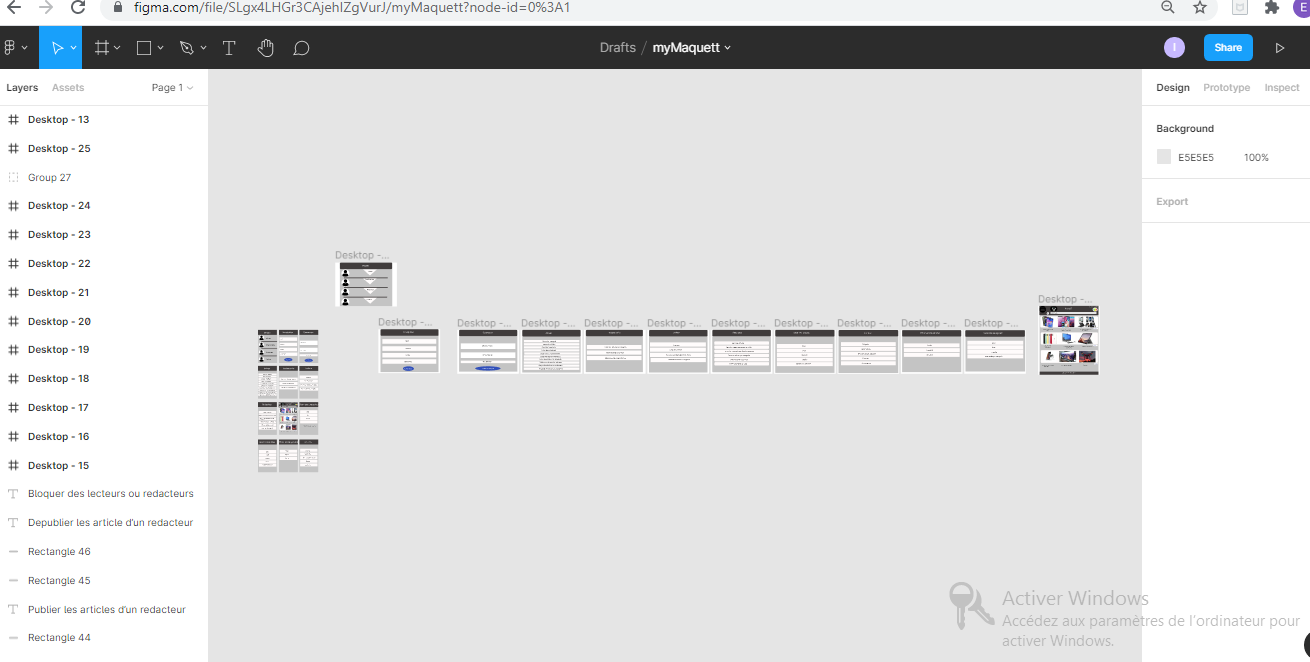 figma.com/file/SLgx4LHGr3CAjehIZgVurJ/myMaquett?node-id=0%3A1
E
Drafts / myMaquett
I
Share
Layers
Assets
Page 1
Desktop - 13
Desktop - 25
Group 27
Desktop - 24
Desktop - 23
Desktop - 22
Desktop - 21
Desktop - 20
Desktop - 19
Desktop - 18
Desktop - 17
Desktop - 16
Desktop - 15
Bloquer des lecteurs ou redacteurs
Depublier les article d'un redacteur
Rectangle 46
Rectangle 45
Publier les articles d'un redacteur
Rectangle 44
Desktop -...
Desktop -...
Desktop -...
Desktop -...
Desktop -...
Desktop -...
Desktop -...
Desktop -...
Desktop -...
Desktop -...
Desktop -...
Desktop -...
Design
Prototype
Inspect
Background
E5E5E5
100%
Export
Activer Windows
Accédez aux paramètres de l'ordinateur pour
activer Windows.